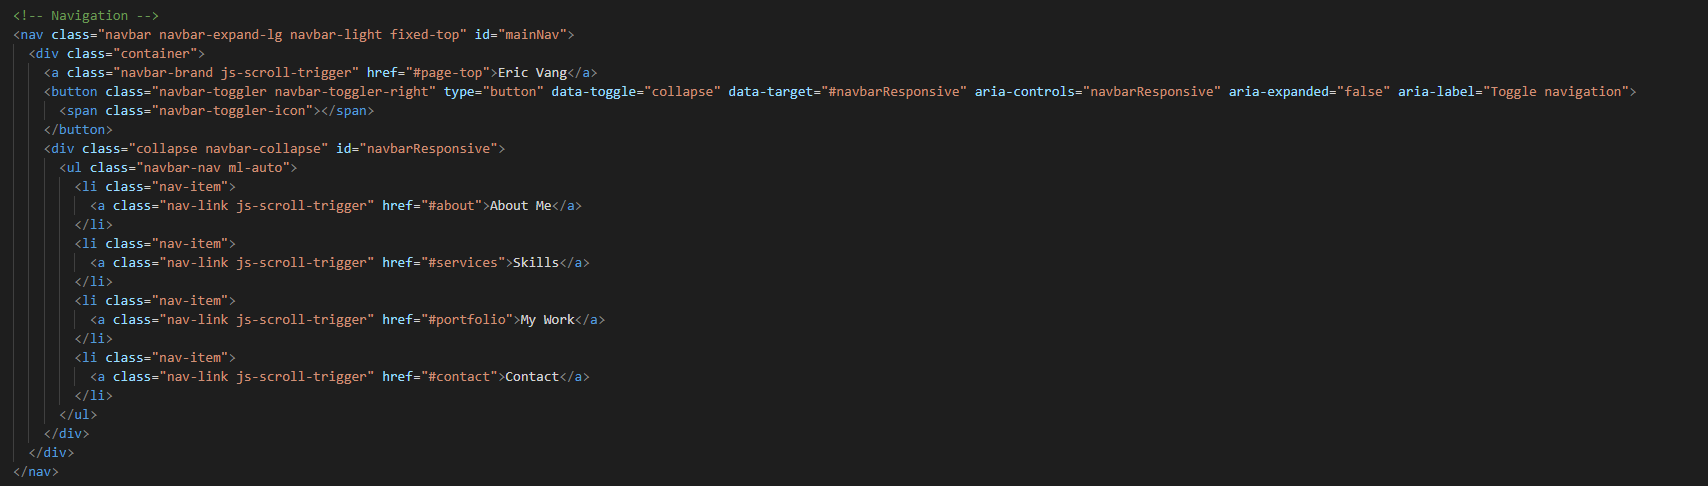 <!-- Navigation -->
<nav class="navbar navbar-expand-lg navbar-light fixed-top" id="mainNav">
<div class="container">
<a class="navbar-brand js-scroll-trigger" href="#page-top">Eric Vang</a>
<button class="navbar-toggler navbar-toggler-right" type="button" data-toggle="collapse" data-target="#navbarResponsive" aria-controls="navbarResponsive" aria-expanded="false" aria-label="Toggle navigation">
<span class="navbar-toggler-icon"></span>
</button>
<div class="collapse navbar-collapse" id="navbarResponsive">
<ul class="navbar-nav ml-auto">
<li class="nav-item">
<a class="nav-link js-scroll-trigger" href="#about">About Me</a>
</li>
<li class="nav-item">
<a class="nav-link js-scroll-trigger" href="#services">Skills</a>
</li>
<li class="nav-item">
<a class="nav-link js-scroll-trigger" href="#portfolio">My Work</a>
</li>
<li class="nav-item">
<a class="nav-link js-scroll-trigger" href="#contact">Contact</a>
</li>
</ul>
</div>
</div>
</nav>